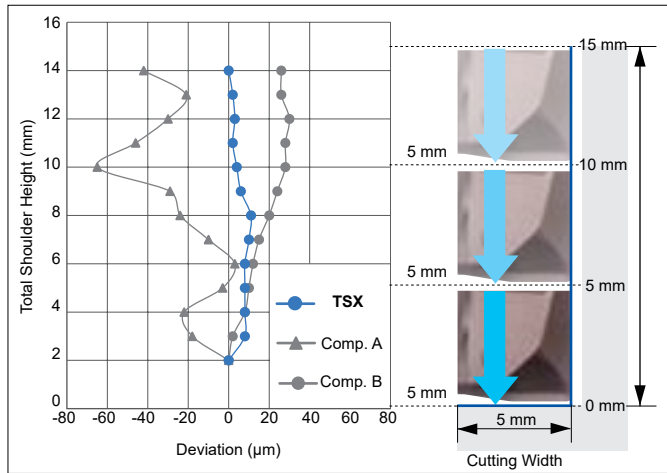 Total Shoulder Height (mm)
16
14
12
10
8
6
4
2
0
-80
-60
-40
-20
0
20
40
60
80
Deviation (µm)
TSX
Comp. A
Comp. B
15 mm
5 mm
10 mm
5 mm
5 mm
5 mm
0 mm
5 mm
Cutting Width